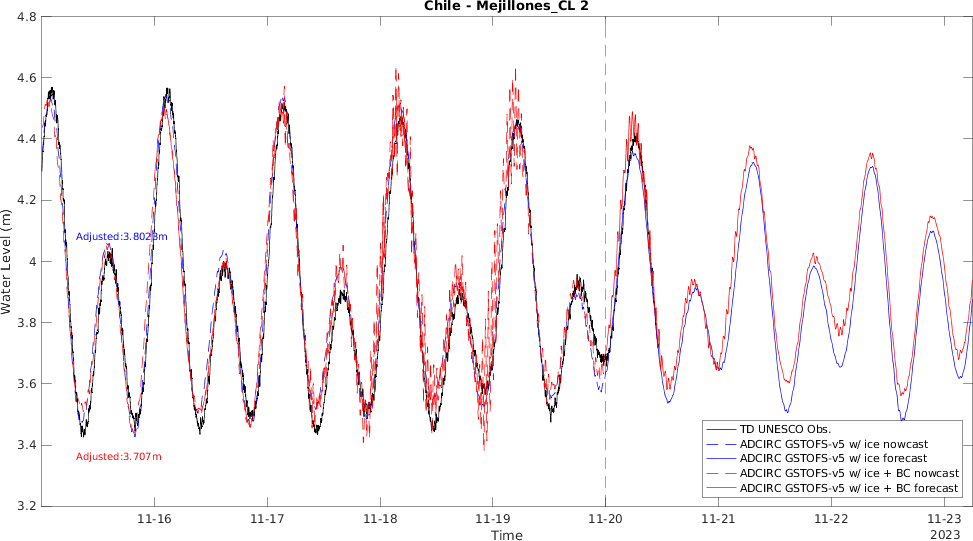 Chile - Mejillones_CL 2
4.8
4.6
4.4
4.2
4
3.8
3.6
3.4
3.2
Water Level (m)
Adjusted:3.8023m
Adjusted:3.707m
TD UNESCO Obs.
ADCIRC GSTOFS-v5 w/ ice nowcast
ADCIRC GSTOFS-v5 w/ ice forecast
ADCIRC GSTOFS-v5 w/ ice + BC nowcast
ADCIRC GSTOFS-v5 w/ ice + BC forecast
11-16 11-17 11-18 11-19 11-20 11-21 11-22 11-23
Time
2023